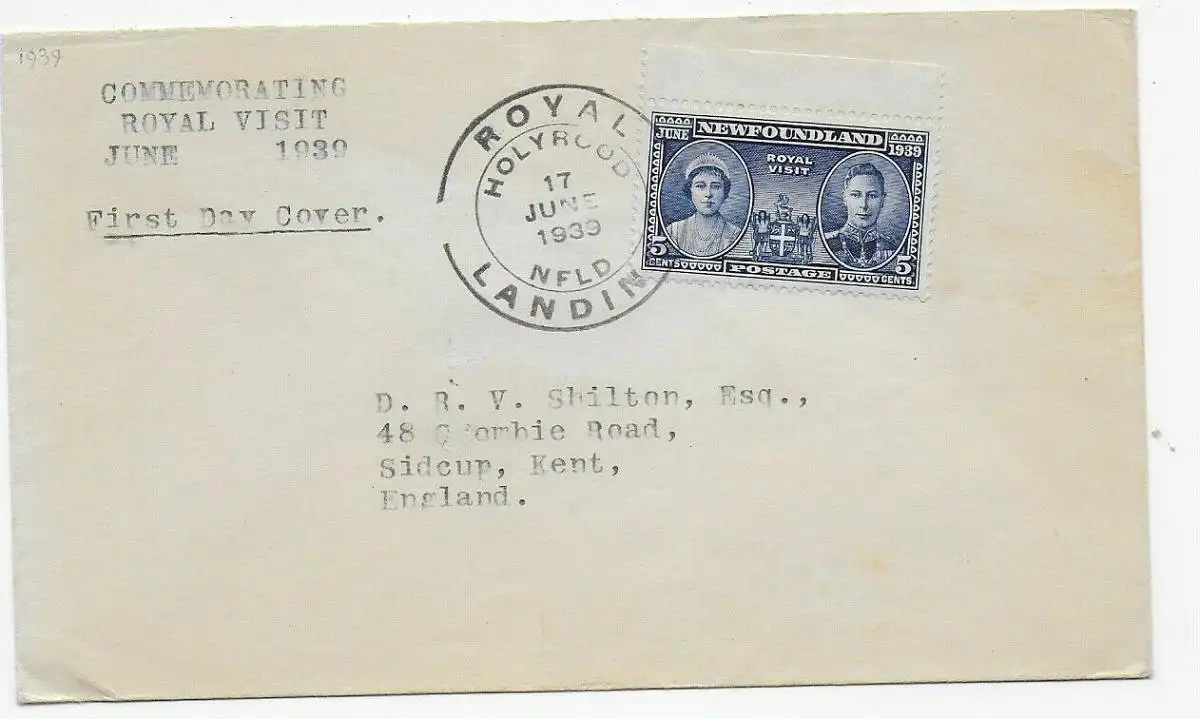 1939
COMMEMORATING
ROYAL VISIT
JUNE 1939
First Day Cover.
ROYAL
HOLYROOD
17
JUNE
1939
NFLD
LANDIN
JUNE NEWFOUNDLAND 1939
ROYAL
VISIT
5 CENTS POSTAGE 5 CENTS
D. R. V. Shilton, Esq.,
48 Road,
Sidcup, Kent,
England.